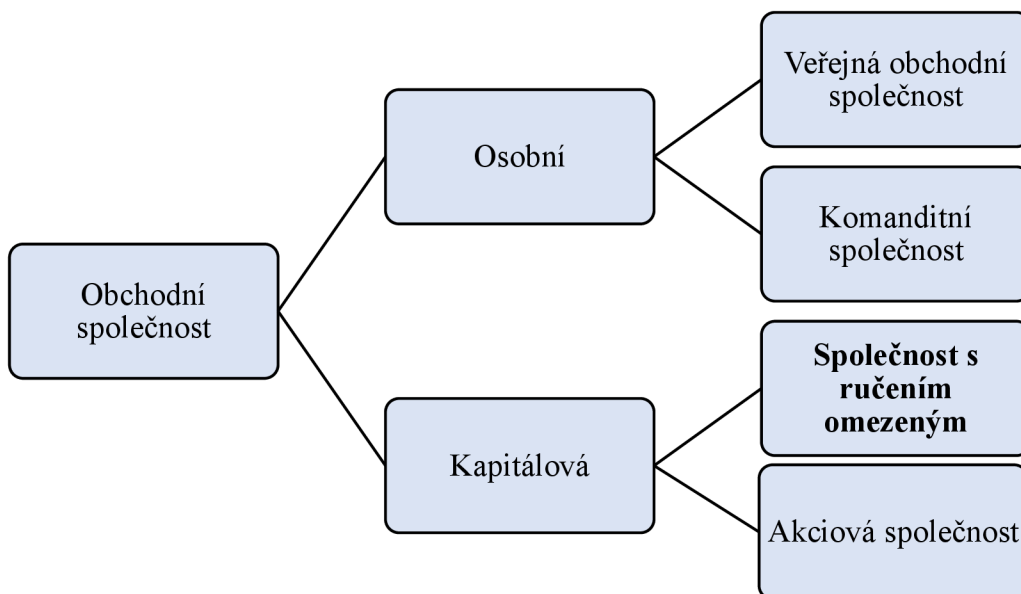 Veřejná obchodní
společnost
Osobní
Komanditní
společnost
Obchodní
společnost
Společnost s
ručením
omezeným
Kapitálová
Akciová společnost